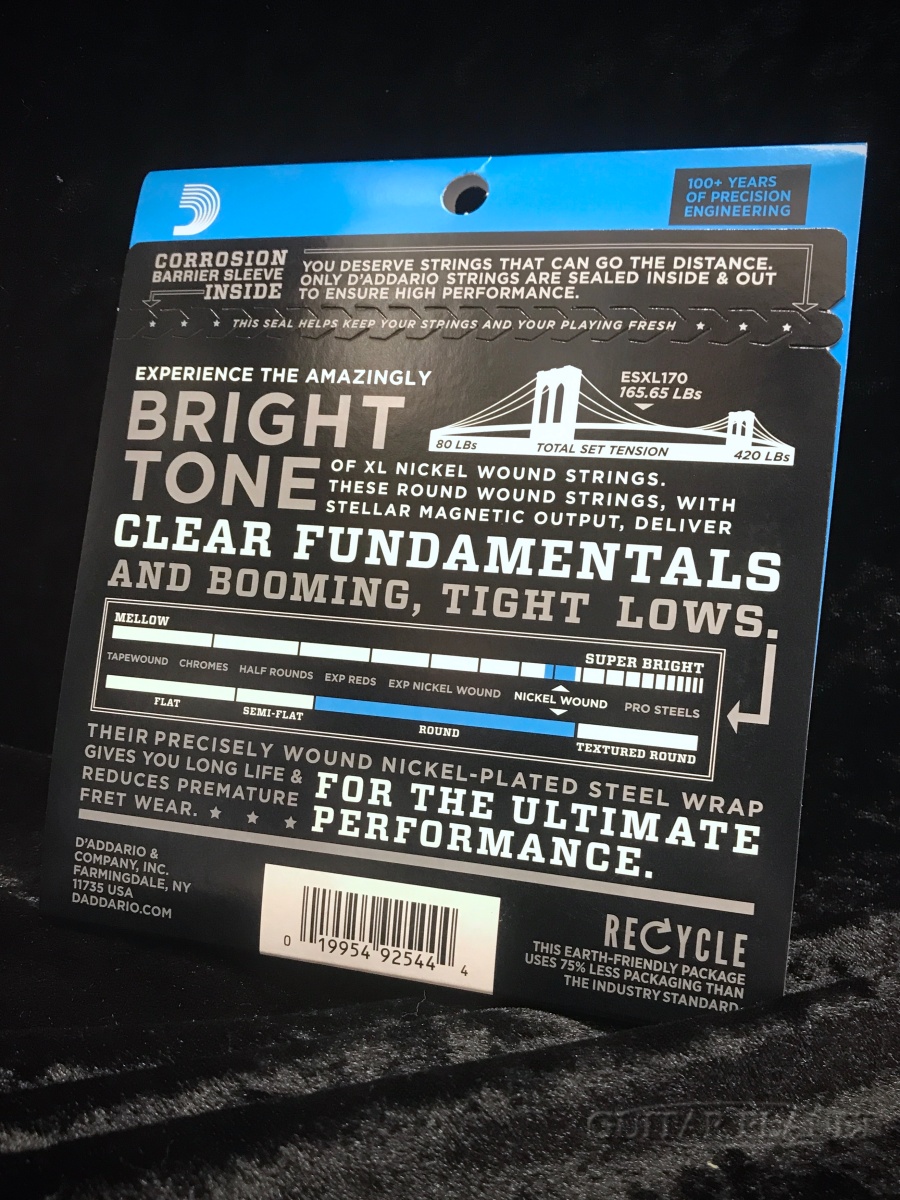 100+ YEARS
OF PRECISION
ENGINEERING
CORROSION
BARRIER SLEEVE
INSIDE
YOU DESERVE STRINGS THAT CAN GO THE DISTANCE.
ONLY D'ADDARIO STRINGS ARE SEALED INSIDE & OUT
TO ENSURE HIGH PERFORMANCE.
THIS SEAL HELPS KEEP YOUR STRINGS AND YOUR PLAYING FRESH
EXPERIENCE THE AMAZINGLY
BRIGHT
TONE
ESXL170
165.65 LBs
80 LBs
TOTAL SET TENSION
420 LBs
OF XL NICKEL WOUND STRINGS.
THESE ROUND WOUND STRINGS, WITH
STELLAR MAGNETIC OUTPUT, DELIVER
CLEAR FUNDAMENTALS
AND BOOMING, TIGHT LOWS.
MELLOW
SUPER BRIGHT
TAPEWOUND CHROMES HALF ROUNDS EXP REDS EXP NICKEL WOUND NICKEL WOUND PRO STEELS
FLAT SEMI-FLAT ROUND TEXTURED ROUND
THEIR PRECISELY WOUND NICKEL-PLATED STEEL WRAP
GIVES YOU LONG LIFE &
REDUCES PREMATURE
FRET WEAR.
FOR THE ULTIMATE
PERFORMANCE.
D'ADDARIO &
COMPANY, INC.
FARMINGDALE, NY
11735 USA
DADDARIO.COM
0 19954 92544 4
RECYCLE
THIS EARTH-FRIENDLY PACKAGE
USES 75% LESS PACKAGING THAN
THE INDUSTRY STANDARD.
GUITAR PLANET